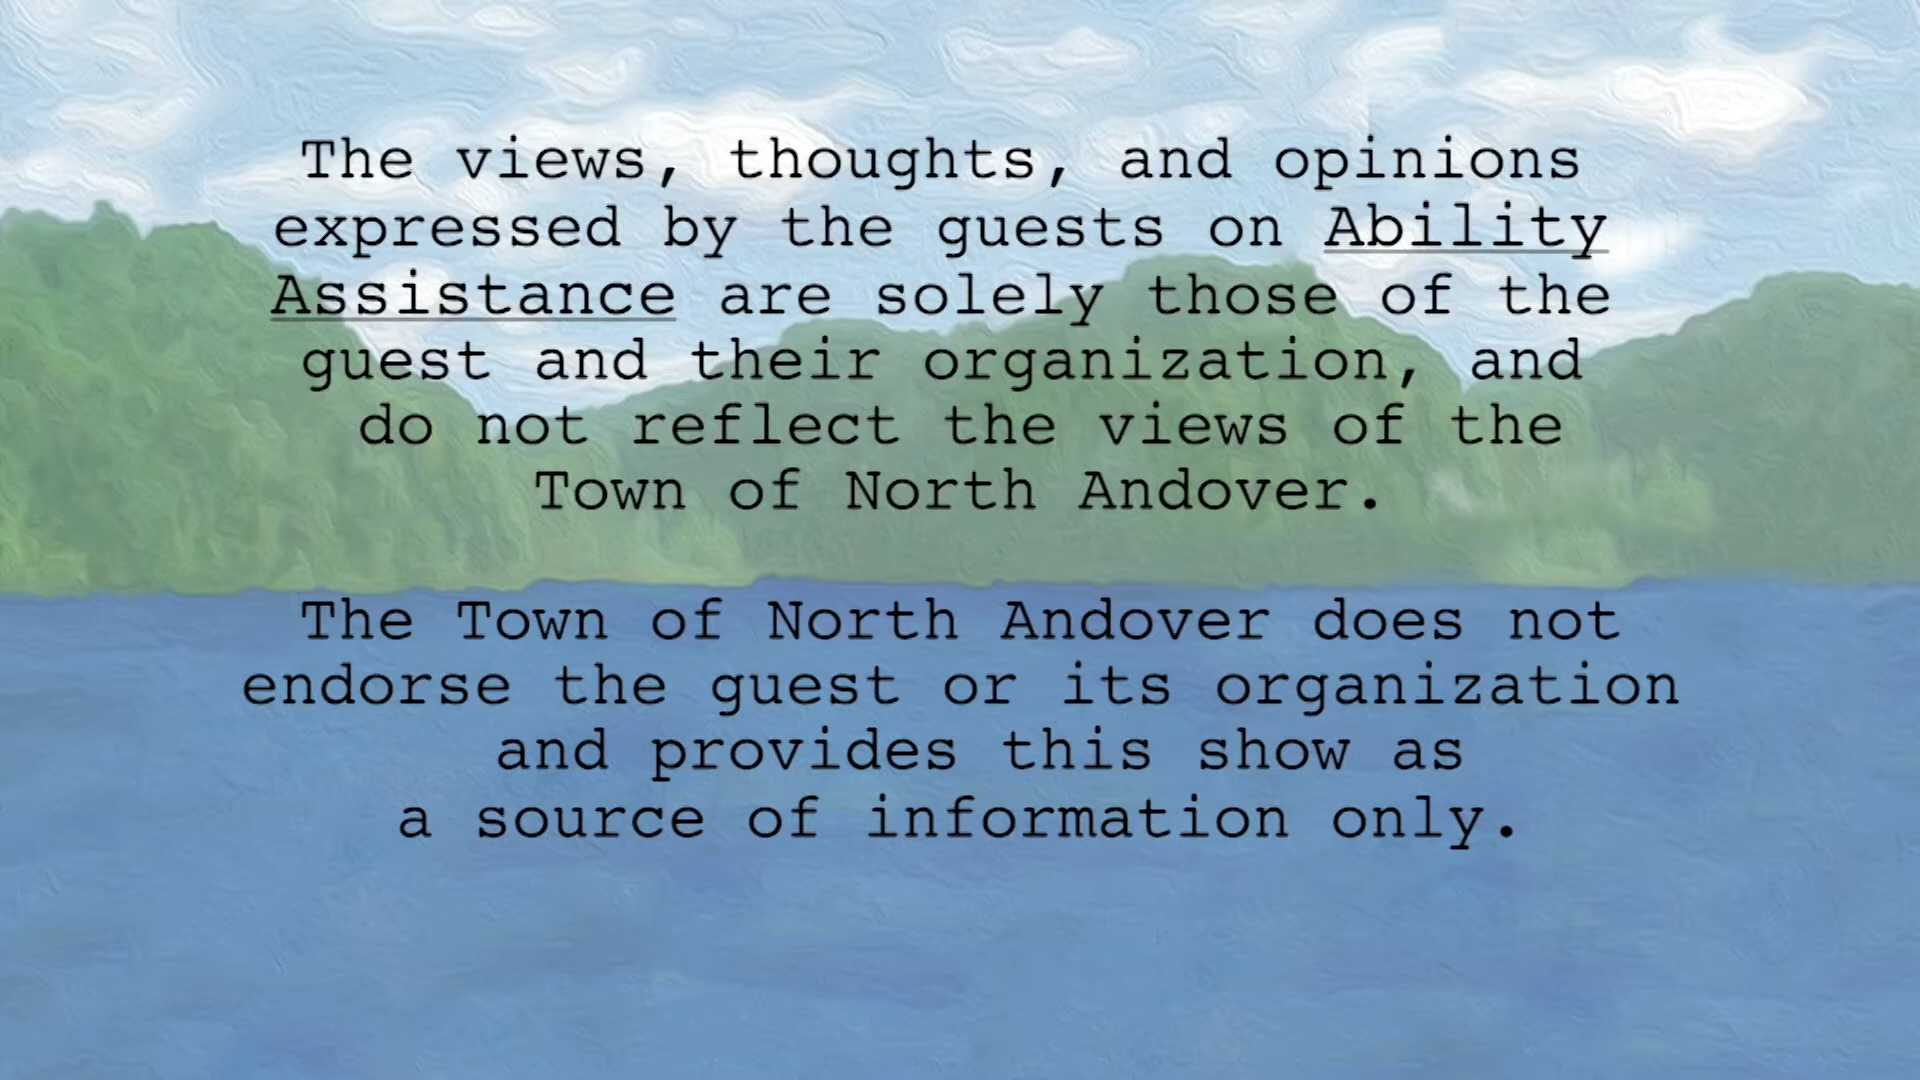 The views, thoughts, and opinions
expressed by the guests on Ability
Assistance are solely those of the
guest and their organization, and
do not reflect the views of the
Town of North Andover.
The Town of North Andover does not
endorse the guest or its organization
and provides this show as
a source of information only.